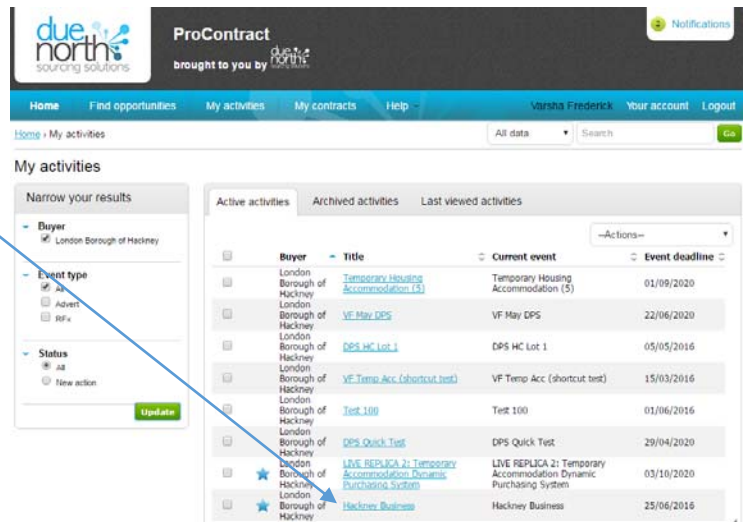 due north
sourcing solutions
ProContract
brought to you by due north
Notifications
Home Find opportunities My activities My contracts Help Varsha Frederick Your account Logout
Home › My activities All data Search Go
My activities
Narrow your results
Buyer
London Borough of Hackney
Event type
All
Advert
RFx
Status
All
New action
Update
Active activities Archived activities Last viewed activities
--Actions--
Buyer Title Current event Event deadline
London Borough of Hackney Temporary Housing Accommodation (5) Temporary Housing Accommodation (5) 01/09/2020
London Borough of Hackney VF May DPS VF May DPS 22/06/2020
London Borough of Hackney DPS HC Lot 1 DPS HC Lot 1 05/05/2016
London Borough of Hackney VF Temp Acc (shortcut test) VF Temp Acc (shortcut test) 15/03/2016
London Borough of Hackney Test 100 Test 100 01/06/2016
London Borough of Hackney DPS Quick Test DPS Quick Test 29/04/2020
London Borough of Hackney LIVE REPLICA 2: Temporary Accommodation Dynamic Purchasing System LIVE REPLICA 2: Temporary Accommodation Dynamic Purchasing System 03/10/2020
London Borough of Hackney Hackney Business Hackney Business 25/06/2016